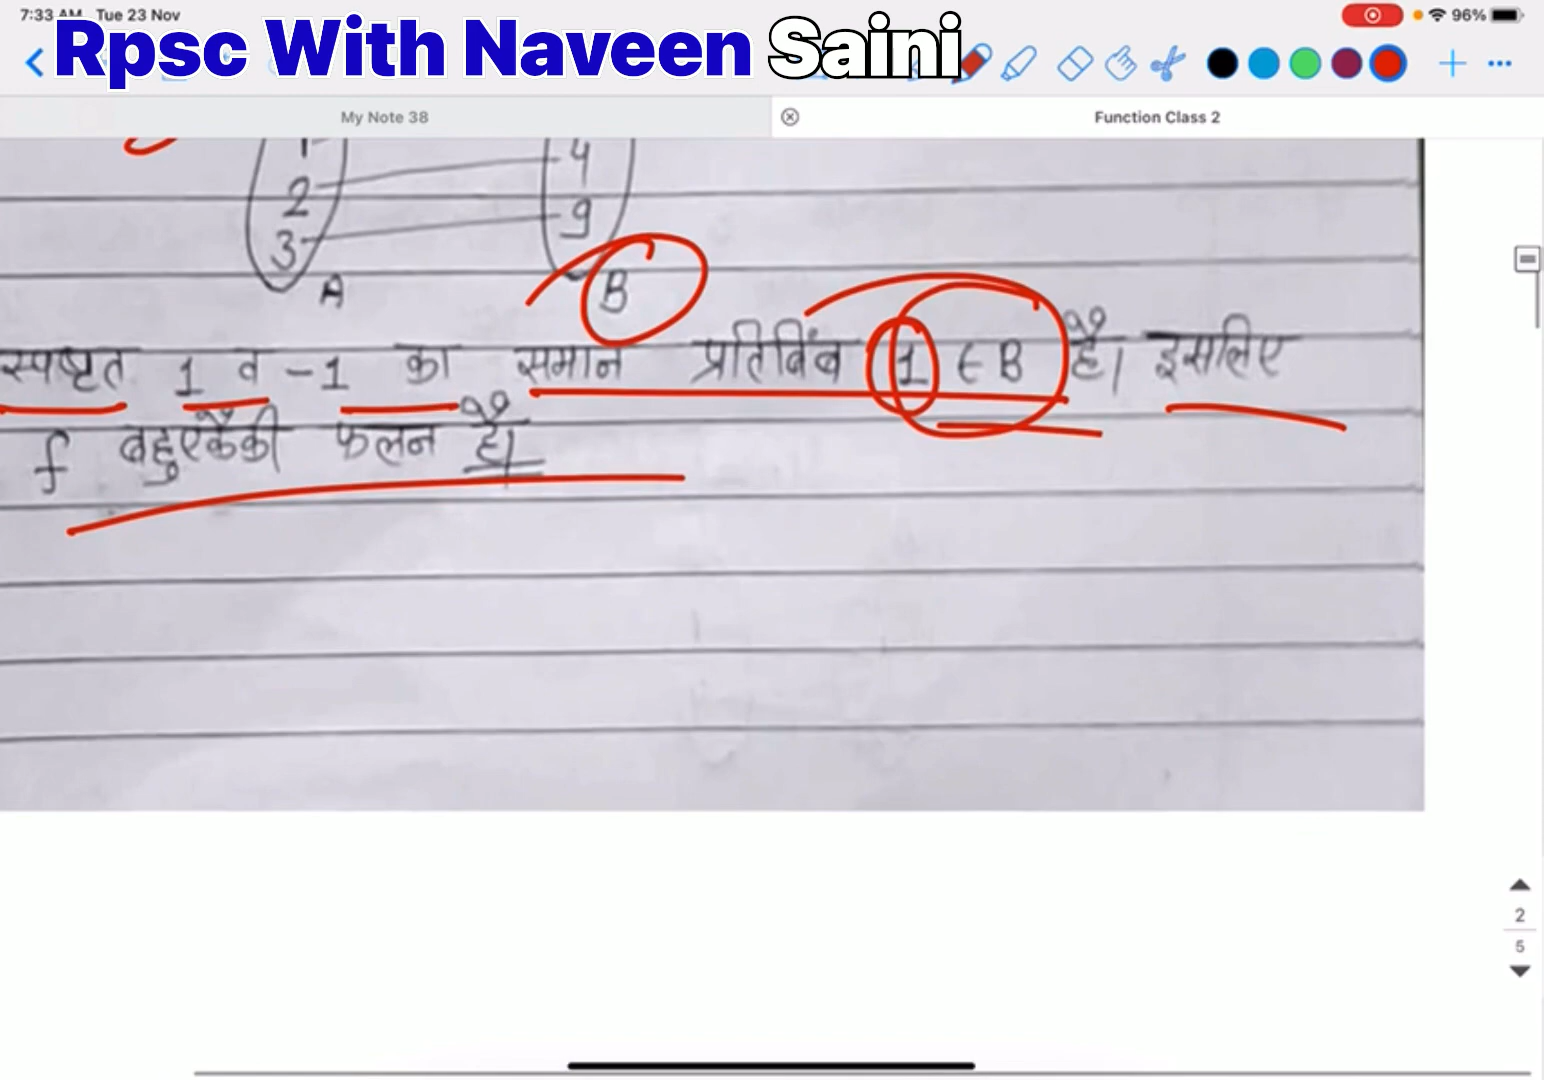 7:33 AM Tue 23 Nov
96%
Rpsc With Naveen Saini
My Note 38
Function Class 2
1 4
2 9
3
A B
स्पष्टत 1 व -1 का समान प्रतिबिंब 1 ∈ B है। इसलिए
f बहुएकैकी फलन है।
2
5